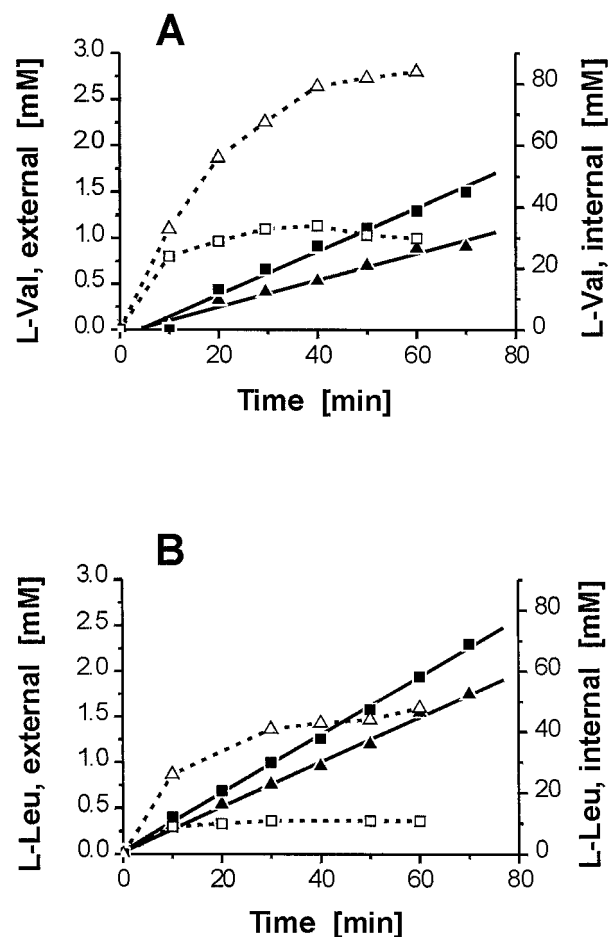 A
L-Val, external [mM]
3.0
2.5
2.0
1.5
1.0
0.5
0.0
80
60
40
20
0
L-Val, internal [mM]
0 20 40 60 80
Time [min]
B
L-Leu, external [mM]
3.0
2.5
2.0
1.5
1.0
0.5
0.0
80
60
40
20
0
L-Leu, internal [mM]
0 20 40 60 80
Time [min]